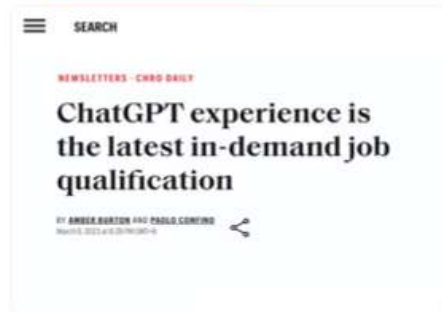 SEARCH
NEWSLETTERS · CHRO DAILY
ChatGPT experience is
the latest in-demand job
qualification
BY AMBER BURTON AND PAOLO CONFINO
March